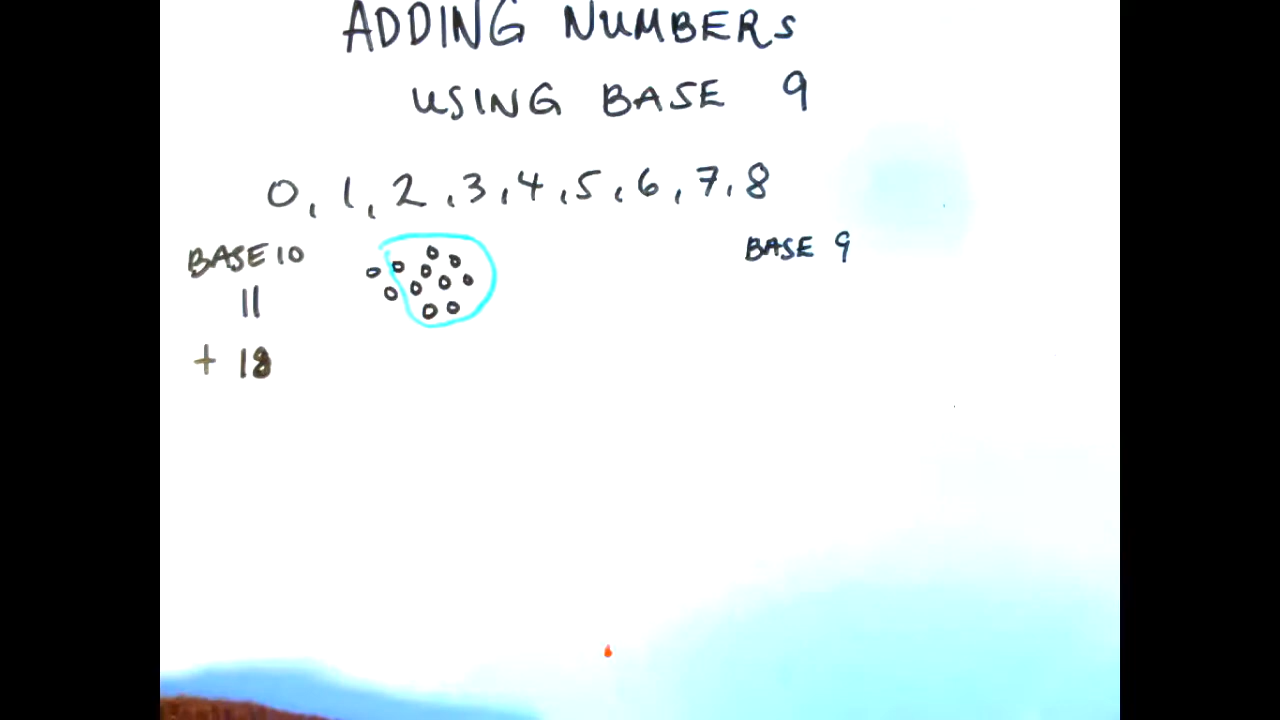 ADDING NUMBERS
USING BASE 9
0, 1, 2, 3, 4, 5, 6, 7, 8
BASE 10
BASE 9
11
+ 18